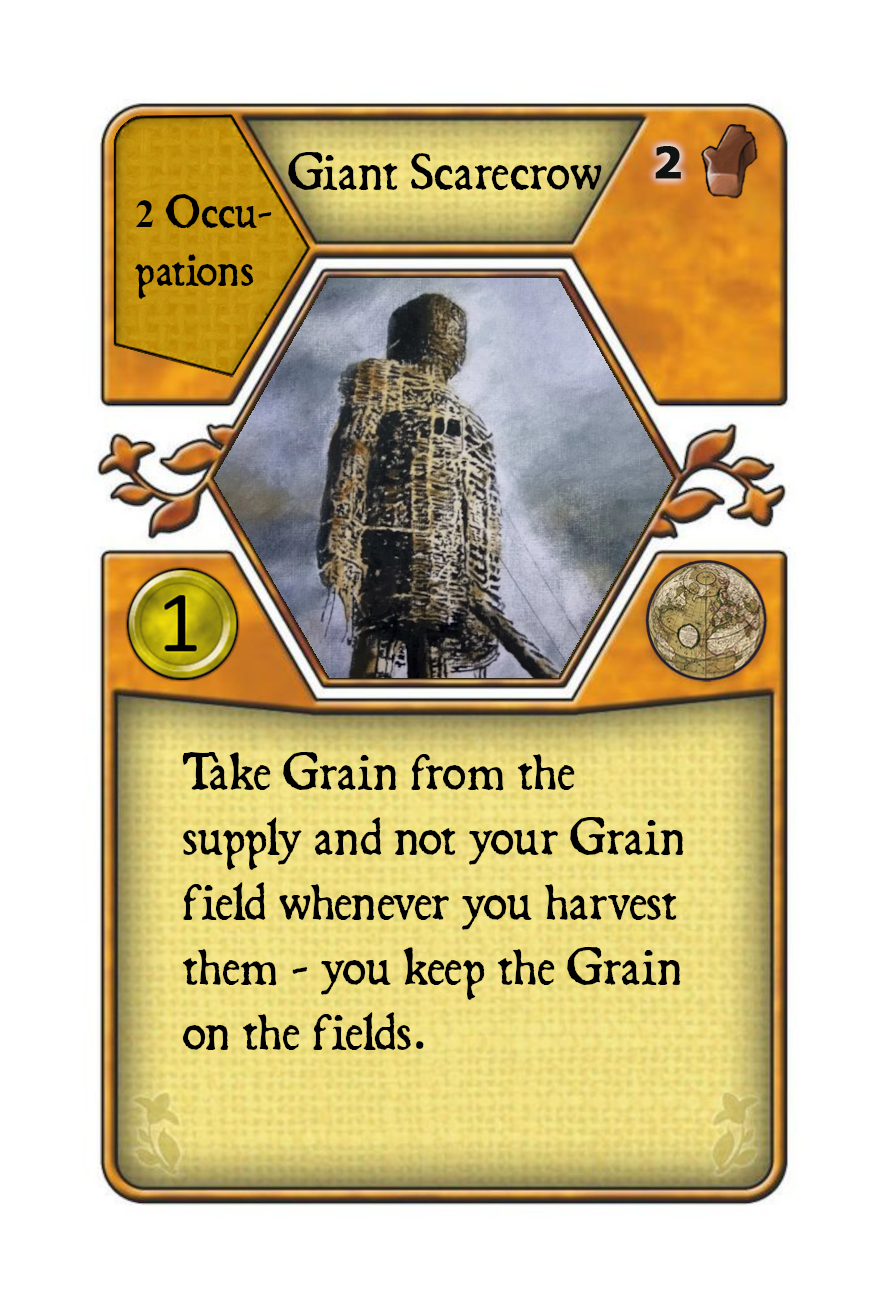 Giant Scarecrow
2
2 Occu-
pations
1
Take Grain from the
supply and not your Grain
field whenever you harvest
them - you keep the Grain
on the fields.